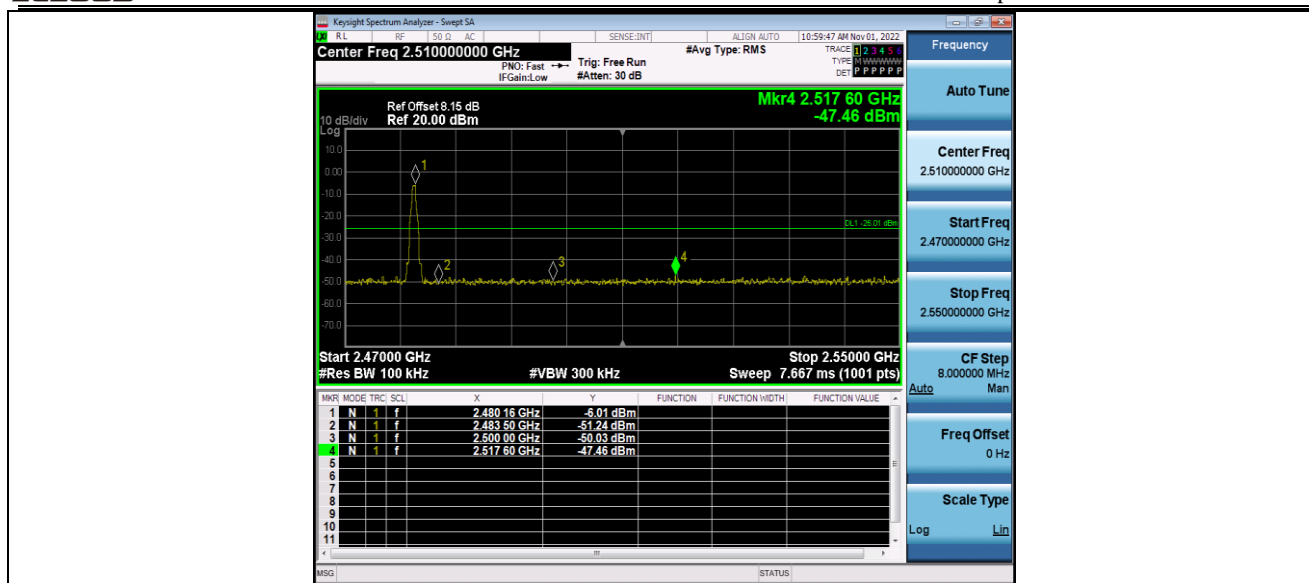 Keysight Spectrum Analyzer - Swept SA
RL RF 50 Ω AC SENSE:INT ALIGN AUTO 10:59:47 AM Nov 01, 2022
Center Freq 2.510000000 GHz
PNO: Fast
IFGain:Low
Trig: Free Run
#Atten: 30 dB
#Avg Type: RMS
TRACE 1 2 3 4 5 6
TYPE M WWWWW
DET P P P P P P
Ref Offset 8.15 dB
10 dB/div Ref 20.00 dBm
Log
Mkr4 2.517 60 GHz
-47.46 dBm
10.0
0.00
-10.0
-20.0
-30.0
-40.0
-50.0
-60.0
-70.0
1
2
3
4
DL1 -26.01 dBm
Start 2.47000 GHz Stop 2.55000 GHz
#Res BW 100 kHz #VBW 300 kHz Sweep 7.667 ms (1001 pts)
MKR MODE TRC SCL X Y FUNCTION FUNCTION WIDTH FUNCTION VALUE
1 N 1 f 2.480 16 GHz -6.01 dBm
2 N 1 f 2.483 50 GHz -51.24 dBm
3 N 1 f 2.500 00 GHz -50.03 dBm
4 N 1 f 2.517 60 GHz -47.46 dBm
5
6
7
8
9
10
11
MSG STATUS
Frequency
Auto Tune
Center Freq
2.510000000 GHz
Start Freq
2.470000000 GHz
Stop Freq
2.550000000 GHz
CF Step
8.000000 MHz
Auto Man
Freq Offset
0 Hz
Scale Type
Log Lin